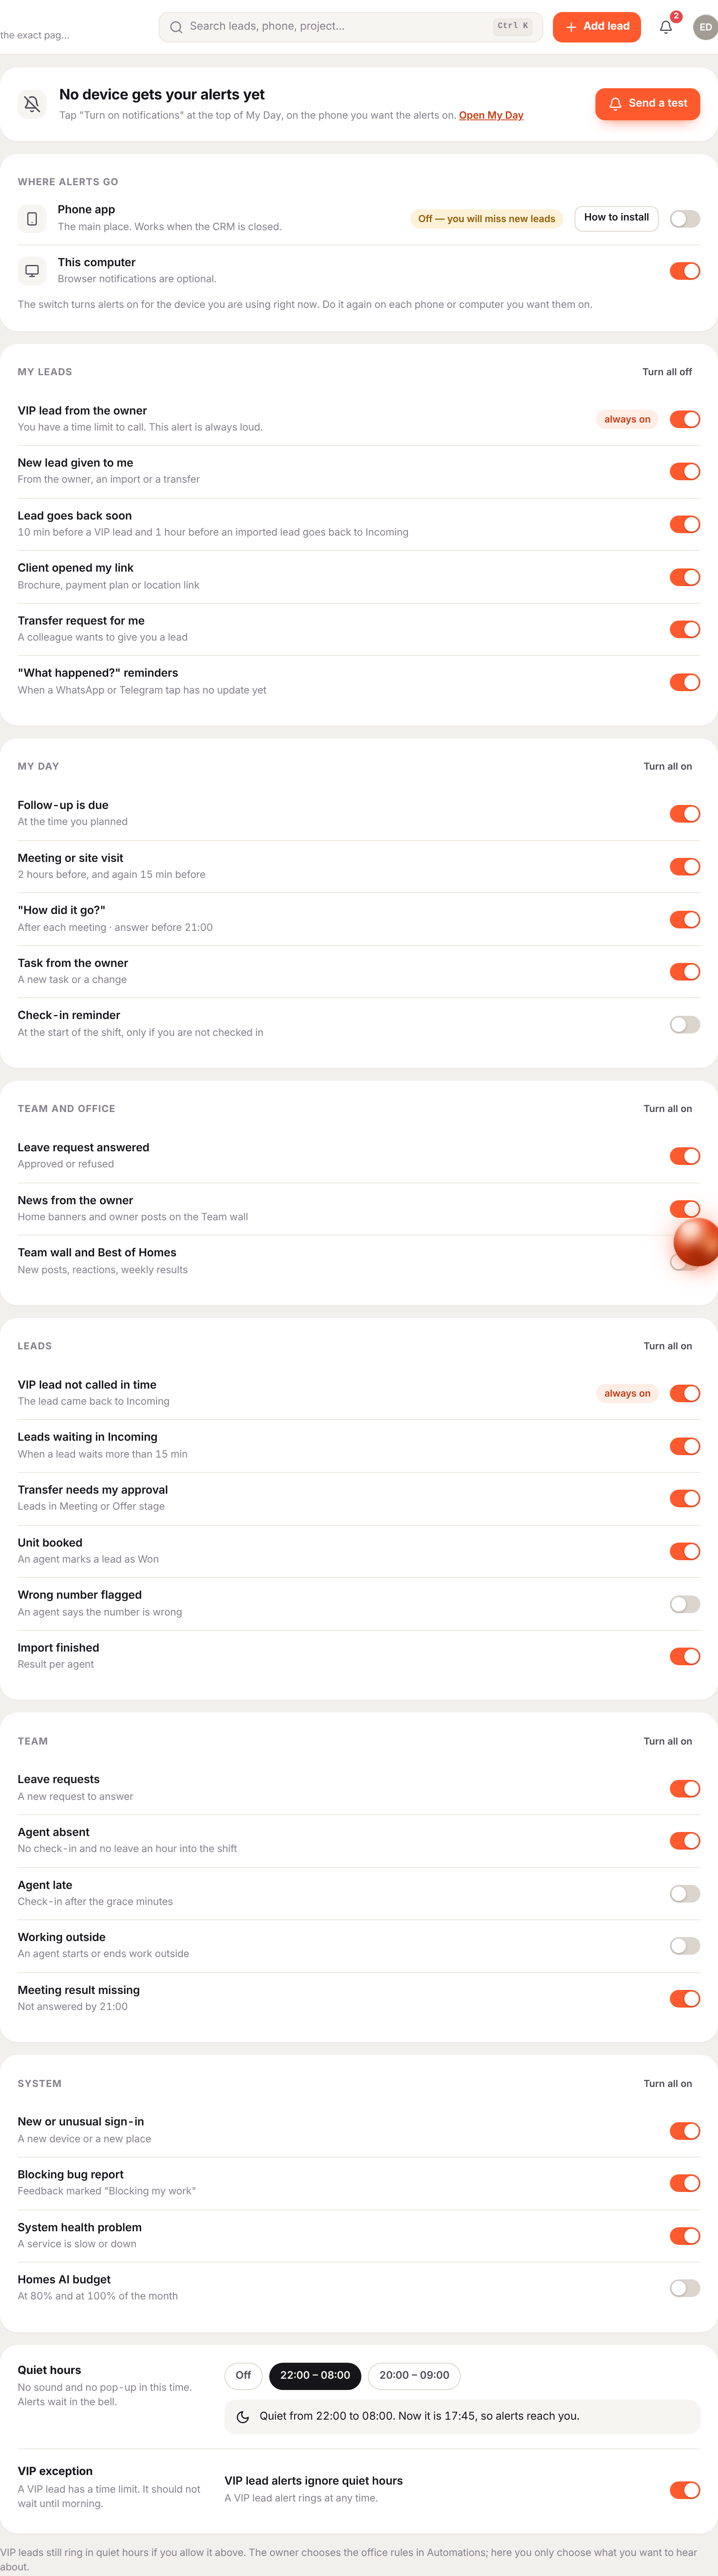 Search leads, phone, project...
Ctrl K
Add lead
2
ED
the exact pag...
No device gets your alerts yet
Tap "Turn on notifications" at the top of My Day, on the phone you want the alerts on. Open My Day
Send a test
WHERE ALERTS GO
Phone app
The main place. Works when the CRM is closed.
Off — you will miss new leads
How to install
This computer
Browser notifications are optional.
The switch turns alerts on for the device you are using right now. Do it again on each phone or computer you want them on.
MY LEADS
Turn all off
VIP lead from the owner
You have a time limit to call. This alert is always loud.
always on
New lead given to me
From the owner, an import or a transfer
Lead goes back soon
10 min before a VIP lead and 1 hour before an imported lead goes back to Incoming
Client opened my link
Brochure, payment plan or location link
Transfer request for me
A colleague wants to give you a lead
"What happened?" reminders
When a WhatsApp or Telegram tap has no update yet
MY DAY
Turn all on
Follow-up is due
At the time you planned
Meeting or site visit
2 hours before, and again 15 min before
"How did it go?"
After each meeting · answer before 21:00
Task from the owner
A new task or a change
Check-in reminder
At the start of the shift, only if you are not checked in
TEAM AND OFFICE
Turn all on
Leave request answered
Approved or refused
News from the owner
Home banners and owner posts on the Team wall
Team wall and Best of Homes
New posts, reactions, weekly results
LEADS
Turn all on
VIP lead not called in time
The lead came back to Incoming
always on
Leads waiting in Incoming
When a lead waits more than 15 min
Transfer needs my approval
Leads in Meeting or Offer stage
Unit booked
An agent marks a lead as Won
Wrong number flagged
An agent says the number is wrong
Import finished
Result per agent
TEAM
Turn all on
Leave requests
A new request to answer
Agent absent
No check-in and no leave an hour into the shift
Agent late
Check-in after the grace minutes
Working outside
An agent starts or ends work outside
Meeting result missing
Not answered by 21:00
SYSTEM
Turn all on
New or unusual sign-in
A new device or a new place
Blocking bug report
Feedback marked "Blocking my work"
System health problem
A service is slow or down
Homes AI budget
At 80% and at 100% of the month
Quiet hours
No sound and no pop-up in this time.
Alerts wait in the bell.
Off
22:00 – 08:00
20:00 – 09:00
Quiet from 22:00 to 08:00. Now it is 17:45, so alerts reach you.
VIP exception
A VIP lead has a time limit. It should not
wait until morning.
VIP lead alerts ignore quiet hours
A VIP lead alert rings at any time.
VIP leads still ring in quiet hours if you allow it above. The owner chooses the office rules in Automations; here you only choose what you want to hear
about.